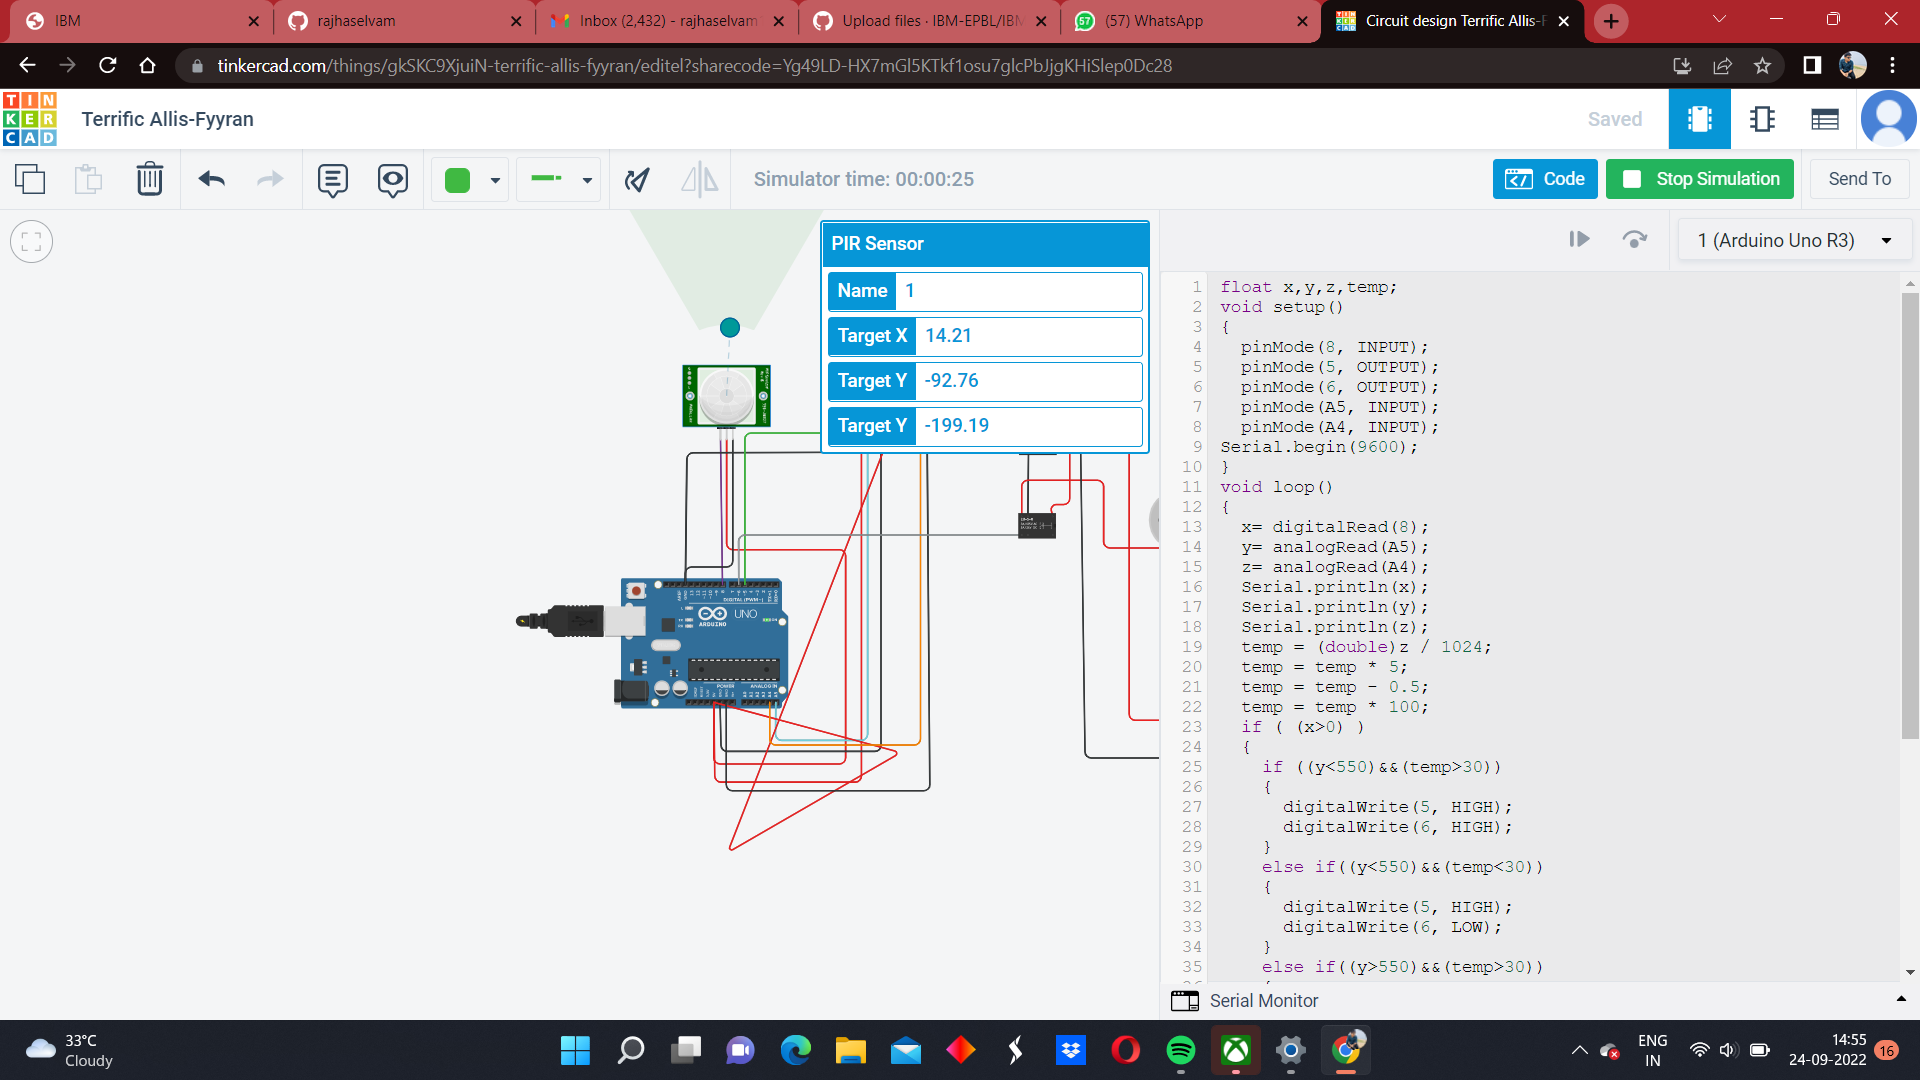 IBM
rajhaselvam
Inbox (2,432) - rajhaselvam
Upload files · IBM-EPBL/IBM
57
(57) WhatsApp
Circuit design Terrific Allis-F
tinkercad.com/things/gkSKC9XjuiN-terrific-allis-fyyran/editel?sharecode=Yg49LD-HX7mGl5KTkf1osu7glcPbJjgKHiSlep0Dc28
TIN
KER
CAD
Terrific Allis-Fyyran
Saved
Simulator time: 00:00:25
Code
Stop Simulation
Send To
PIR Sensor
Name 1
Target X 14.21
Target Y -92.76
Target Y -199.19
UNO
ARDUINO
DIGITAL (PWM~)
POWER
ANALOG IN
1 (Arduino Uno R3)
1 float x,y,z,temp;
2 void setup()
3 {
4 pinMode(8, INPUT);
5 pinMode(5, OUTPUT);
6 pinMode(6, OUTPUT);
7 pinMode(A5, INPUT);
8 pinMode(A4, INPUT);
9 Serial.begin(9600);
10 }
11 void loop()
12 {
13 x= digitalRead(8);
14 y= analogRead(A5);
15 z= analogRead(A4);
16 Serial.println(x);
17 Serial.println(y);
18 Serial.println(z);
19 temp = (double)z / 1024;
20 temp = temp * 5;
21 temp = temp - 0.5;
22 temp = temp * 100;
23 if ( (x>0) )
24 {
25 if ((y<550)&&(temp>30))
26 {
27 digitalWrite(5, HIGH);
28 digitalWrite(6, HIGH);
29 }
30 else if((y<550)&&(temp<30))
31 {
32 digitalWrite(5, HIGH);
33 digitalWrite(6, LOW);
34 }
35 else if((y>550)&&(temp>30))
Serial Monitor
33°C
Cloudy
ENG
IN
14:55
24-09-2022
16